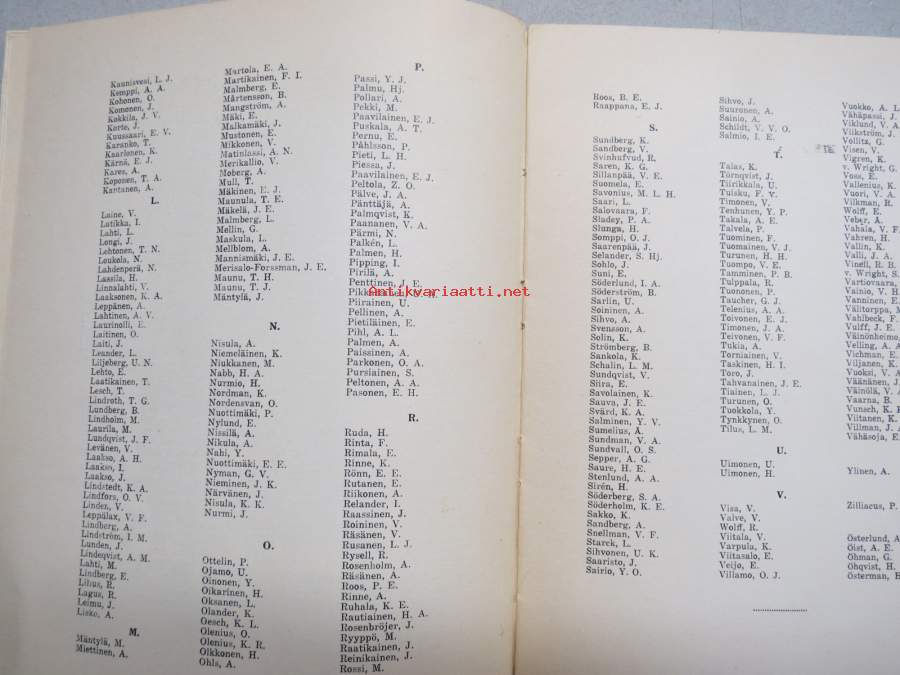 Kaunisvesi, L. J.
Kemppi, A. A.
Kohonen, O.
Komonen, J.
Kokkila, J. V.
Korte, J.
Kuussaari, E. V.
Karanko, T.
Kaarlonen, K.
Kärnä, E. J.
Kares, A.
Koponen, T. A.
Kantanen, A.
L.
Laine, V.
Latikka, I.
Lahti, L.
Longi, J.
Lehtonen, T. N.
Leukola, N.
Lahdenperä, N.
Lassila, H.
Linnalahti, V.
Laaksonen, K. A.
Leppänen, A.
Lahtinen, A. V.
Laurinolli, E.
Laitinen, O.
Laiti, J.
Leander, L.
Liljeberg, U. N.
Lehto, E.
Laatikainen, T.
Lesch, T.
Lindroth, T. G.
Lundberg, B.
Lindholm, M.
Laurila, M.
Lundqvist, J. F.
Levänen, V.
Laakso, A. H.
Laakso, I.
Laakso, J.
Lindstedt, K. A.
Lindfors, O. V.
Linden, V.
Leppälax, V. F.
Lindberg, A.
Lindström, I. M.
Lunden, J.
Lindeqvist, A. M.
Lahti, M.
Lindberg, E.
Lihus, R.
Lagus, R.
Leimu, J.
Lisko, A.
M.
Mäntylä, M.
Miettinen, A.
Martola, E. A.
Martikainen, F. I.
Malmberg, E.
Mårtensson, B.
Mangström, A.
Mäki, E.
Malkamäki, J.
Mustonen, E.
Mikkonen, V.
Matinlassi, A. N.
Merikallio, V.
Moberg, A.
Mull, T.
Mäkinen, E. J.
Maunula, T. E.
Mäkelä, J. E.
Malmberg, L.
Mellin, G.
Maskula, L.
Mellblom, A.
Mannismäki, J. E.
Merisalo-Forssman, J. E.
Maunu, T. H.
Maunu, T. J.
Mäntylä, J.
N.
Nisula, A.
Niemeläinen, K.
Niukkanen, M.
Nabb, H. A.
Nurmio, H.
Nordman, K.
Nordensvan, O.
Nuottimäki, P.
Nylund, E.
Nissilä, A.
Nikula, A.
Nahi, Y.
Nuottimäki, E. E.
Nyman, G. V.
Nieminen, J. K.
Närvänen, J.
Nisula, K. K.
Nurmi, J.
O.
Ottelin, P.
Ojamo, U.
Oinonen, Y.
Oikarinen, H.
Oksanen, L.
Olander, K.
Oesch, K. L.
Olenius, O.
Olenius, K. R.
Olkkonen, H.
Ohls, A.
P.
Passi, Y. J.
Palmu, Hj.
Pollari, A.
Pekki, M.
Paavilainen, E. J.
Puskala, A. T.
Pernu, E.
Påhlsson, P.
Pieti, L. H.
Piessa, J.
Paavilainen, E. J.
Peltola, Z. O.
Pälve, J. A.
Pänttäjä, A.
Palmqvist, K.
Paananen, V. A.
Pärmi, N.
Palkén, L.
Palmen, H.
Pipping, I.
Pirilä, A.
Penttinen, J. E.
Antikvariaatti.net
Piirainen, U.
Pellinen, A.
Pietiläinen, E.
Pihl, A. L.
Palmen, A.
Paissinen, A.
Parkonen, O. A.
Pursiainen, S.
Peltonen, A. A.
Pasonen, E. H.
R.
Ruda, H.
Rinta, F.
Rimala, E.
Rinne, K.
Rönn, E. E.
Rutanen, E.
Riikonen, A.
Relander, I.
Raassinen, J.
Roininen, V.
Räsänen, V.
Rusanen, L. J.
Rysell, R.
Rosenholm, A.
Räsänen, A.
Roos, P. E.
Rinne, A.
Ruhala, K. E.
Rautiainen, H. A.
Rosenbröjer, J.
Ryyppö, M.
Raatikainen, J.
Reinikainen, J.
Rossi, M.
Roos, B. E.
Raappana, E. J.
S.
Sundberg, K.
Sandberg, V.
Svinhufvud, R.
Saren, K. G.
Sillanpää, V. E.
Suomela, E.
Savonius, M. L. H.
Saari, L.
Salovaara, F.
Sladey, P. A.
Slunga, H.
Somppi, O. J.
Saarenpää, J.
Selander, S. Hj.
Sohlo, J.
Suni, E.
Söderlund, I. A.
Söderström, B.
Sarlin, U.
Soininen, A.
Sihvo, A.
Svensson, A.
Solin, K.
Strömberg, B.
Sankola, K.
Schalin, L. M.
Sundqvist, V.
Siira, E.
Savolainen, K.
Sauva, J. E.
Svärd, K. A.
Salminen, Y. V.
Sumelius, A.
Sundman, V. A.
Sundvall, O. S.
Sepper, A. G.
Saure, H. E.
Stenlund, A. A.
Sirén, H.
Söderberg, S. A.
Söderholm, K. E.
Sakko, K.
Sandberg, A.
Snellman, V. F.
Starck, L.
Sihvonen, U. K.
Saaristo, J.
Sairio, Y. O.
Sihvo, J.
Suuronen, A.
Sainio, A.
Schildt, V. V. O.
Salmio, I. E.
T.
Talas, K.
Törnqvist, J.
Tiirikkala, U.
Tuisku, F. V.
Timonen, V.
Tenhunen, Y. P.
Takala, A. E.
Talvela, P.
Tuominen, F.
Tuomainen, V. J.
Turunen, H. H.
Tuompo, V. E.
Tamminen, P. B.
Tulppala, R.
Tuononen, P.
Taucher, G. J.
Telenius, A. A.
Toivonen, E. J.
Timonen, J. A.
Teivonen, V. F.
Tukia, A.
Torniainen, V.
Taskinen, H. I.
Toro, J.
Tahvanainen, J. E.
Tiainen, L. J.
Turunen, O.
Tuokkola, Y.
Tynkkynen, O.
Tilus, L. M.
U.
Uimonen, U.
Uimonen, H.
V.
Visa, V.
Valve, V.
Wolff, R.
Viitala, V.
Varpula, K.
Viitasalo, E.
Veijo, E.
Villamo, O. J.
Vuokko, A. L
Vähäpassi, J.
Viklund, V. A.
Vilkström, J.
Vollitz, G.
Visen, V.
Vigren, K.
v. Wright, G.
Voss, E.
Vallenius, K.
Vuori, V. A.
Vilkman, R.
Wolff, E.
Veber, A.
Vahala, V. F.
Vahren, H.
Vallin, K.
Valli, J. A.
Vinell, R. B.
v. Wright, S.
Vartiovaara,
Vainio, V. H
Vanninen, E
Välitorppa, M
Vahlbeck, F.
Vulff, J. E.
Väinönheimo,
Velling, A. A
Vichman, E.
Viljanen, K.
Vuoksi, V. A
Väänänen, J
Väinölä, V. A
Vaarna, B.
Vunsch, K. F
Viitanen, K.
Villman, J. A
Vähäsoja, E.
Ylinen, A.
Zilliacus, P.
Österlund, A
Öist, A. E.
Öhman, G.
Öhqvist, H.
Österman, H